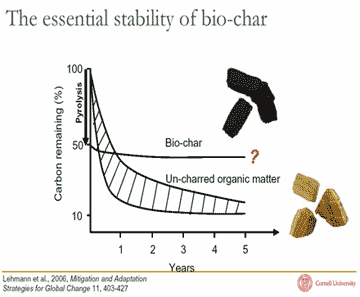 The essential stability of bio-char
100
Pyrolysis
50
10
Carbon remaining (%)
Bio-char
?
Un-charred organic matter
1 2 3 4 5
Years
Lehmann et al., 2006, Mitigation and Adaptation
Strategies for Global Change 11, 403-427
Cornell University